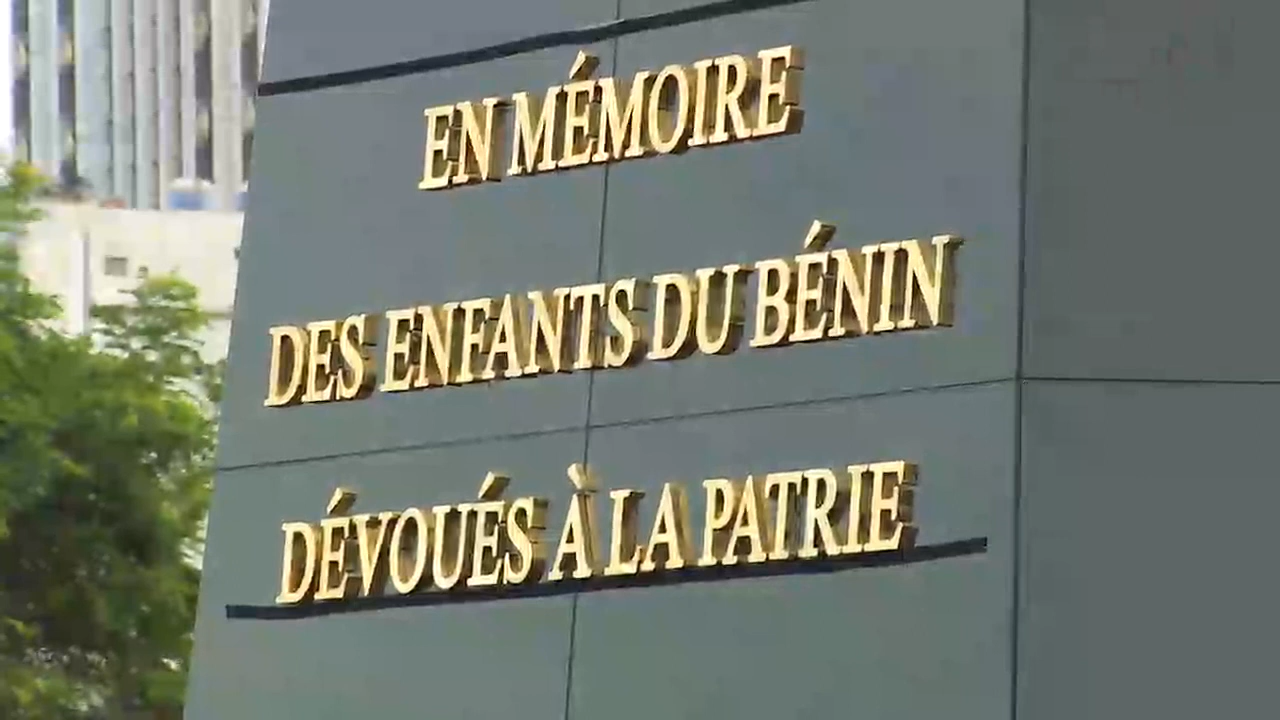 EN MÉMOIRE
DES ENFANTS DU BÉNIN
DÉVOUÉS À LA PATRIE